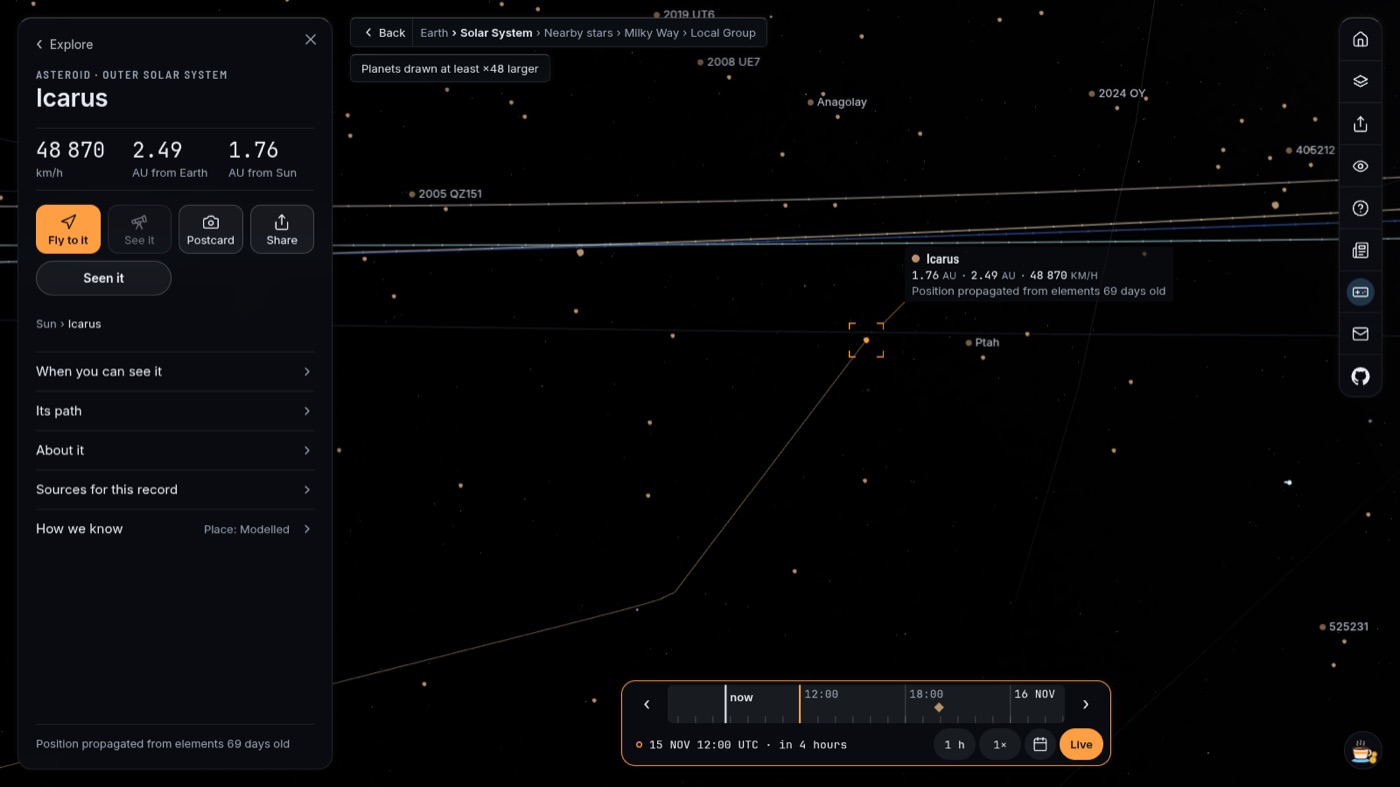 Explore
ASTEROID · OUTER SOLAR SYSTEM
Icarus
48 870
km/h
2.49
AU from Earth
1.76
AU from Sun
Fly to it
See it
Postcard
Share
Seen it
Sun › Icarus
When you can see it
Its path
About it
Sources for this record
How we know
Place: Modelled
Position propagated from elements 69 days old
Back
Earth › Solar System › Nearby stars › Milky Way › Local Group
Planets drawn at least ×48 larger
2019 UT6
2008 UE7
Anagolay
2024 OY
405212
2005 QZ151
Icarus
1.76 AU · 2.49 AU · 48 870 KM/H
Position propagated from elements 69 days old
Ptah
525231
now
12:00
18:00
16 NOV
15 NOV 12:00 UTC · in 4 hours
1 h
1×
Live